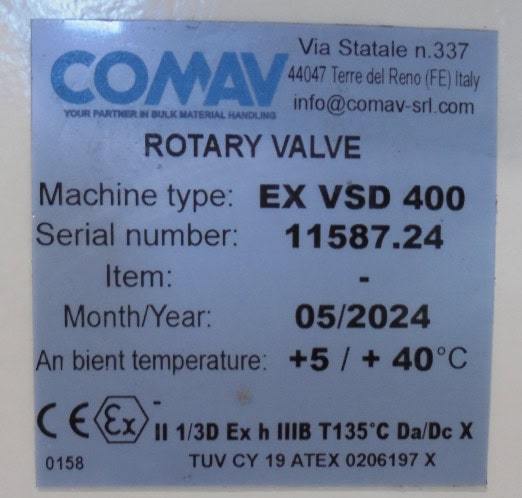 COMAV
YOUR PARTNER IN BULK MATERIAL HANDLING
Via Statale n.337
44047 Terre del Reno (FE) Italy
info@comav-srl.com
ROTARY VALVE
Machine type: EX VSD 400
Serial number: 11587.24
Item: -
Month/Year: 05/2024
An bient temperature: +5 / + 40°C
CE Ex - II 1/3D Ex h IIIB T135°C Da/Dc X
0158 TUV CY 19 ATEX 0206197 X